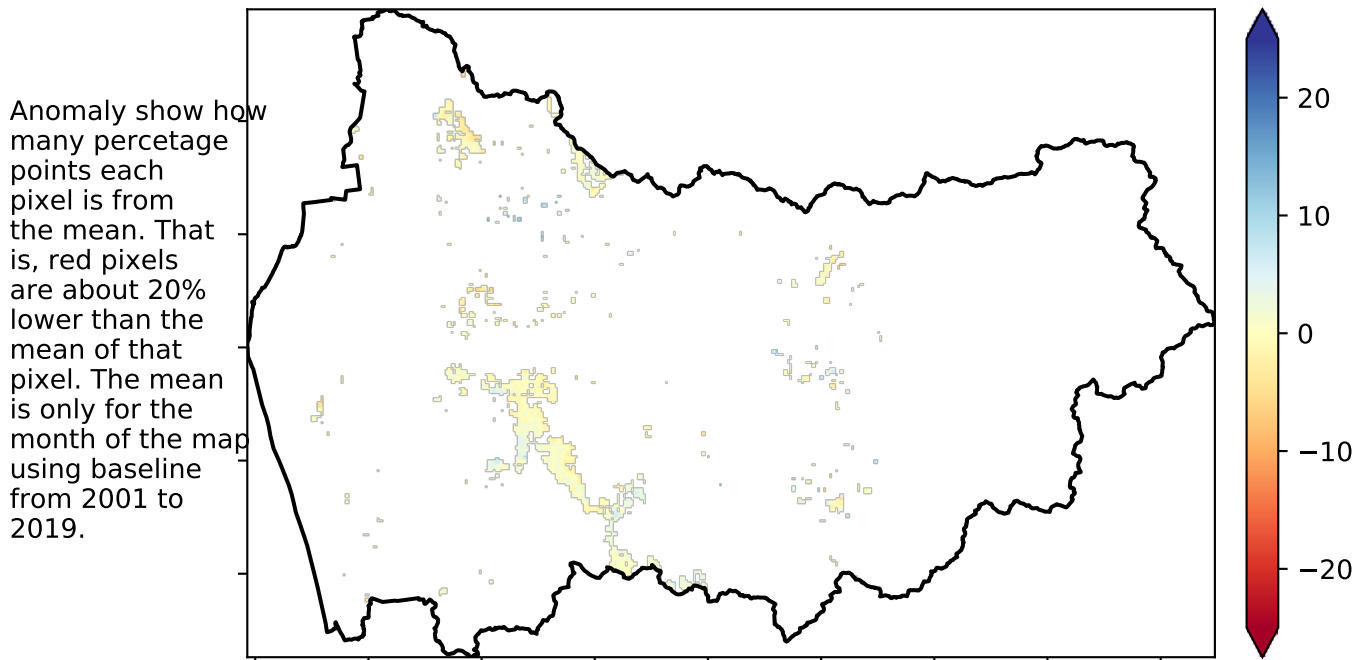 Anomaly show how
many percetage
points each
pixel is from
the mean. That
is, red pixels
are about 20%
lower than the
mean of that
pixel. The mean
is only for the
month of the map
using baseline
from 2001 to
2019.
20
10
0
−10
−20